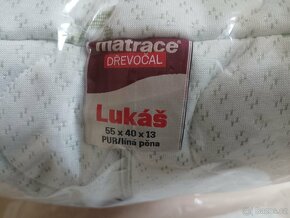 matrace®
DŘEVOČAL
Lukáš
55 x 40 x 13
PUR/líná pěna